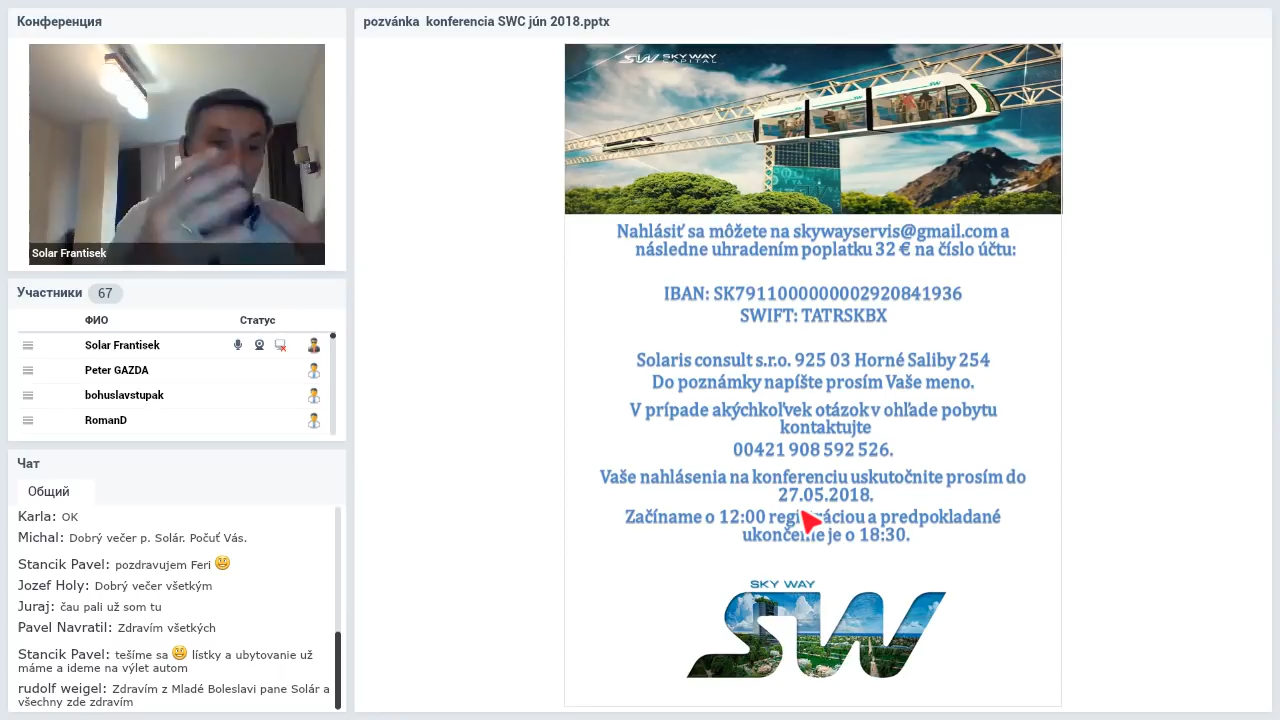 Конференция
Solar Frantisek
Участники 67
ФИО Статус
Solar Frantisek
Peter GAZDA
bohuslavstupak
RomanD
Чат
Общий
Karla: OK
Michal: Dobrý večer p. Solár. Počuť Vás.
Stancik Pavel: pozdravujem Feri
Jozef Holy: Dobrý večer všetkým
Juraj: čau pali už som tu
Pavel Navratil: Zdravím všetkých
Stancik Pavel: tešíme sa lístky a ubytovanie už
máme a ideme na výlet autom
rudolf weigel: Zdravím z Mladé Boleslavi pane Solár a
všechny zde zdravím
pozvánka konferencia SWC jún 2018.pptx
SW SKY WAY
CAPITAL
Nahlásiť sa môžete na skywayservis@gmail.com a
následne uhradením poplatku 32 € na číslo účtu:
IBAN: SK7911000000002920841936
SWIFT: TATRSKBX
Solaris consult s.r.o. 925 03 Horné Saliby 254
Do poznámky napíšte prosím Vaše meno.
V prípade akýchkoľvek otázok v ohľade pobytu
kontaktujte
00421 908 592 526.
Vaše nahlásenia na konferenciu uskutočnite prosím do
27.05.2018.
Začíname o 12:00 registráciou a predpokladané
ukončenie je o 18:30.
SKY WAY
SW